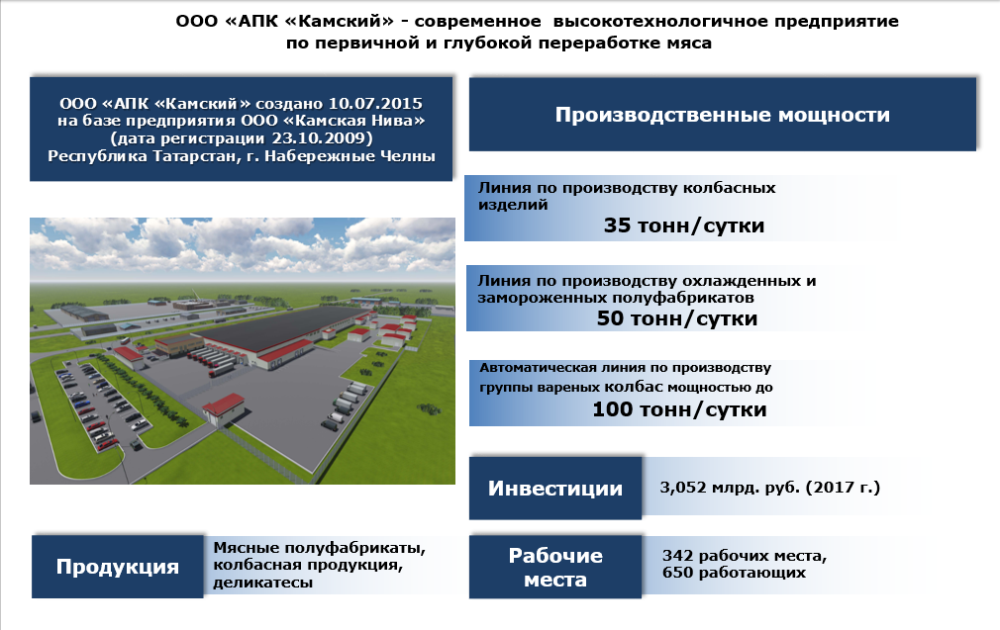 ООО «АПК «Камский» - современное высокотехнологичное предприятие
по первичной и глубокой переработке мяса
ООО «АПК «Камский» создано 10.07.2015
на базе предприятия ООО «Камская Нива»
(дата регистрации 23.10.2009)
Республика Татарстан, г. Набережные Челны
Производственные мощности
Линия по производству колбасных
изделий
35 тонн/сутки
Линия по производству охлажденных и
замороженных полуфабрикатов
50 тонн/сутки
Автоматическая линия по производству
группы вареных колбас мощностью до
100 тонн/сутки
Инвестиции
3,052 млрд. руб. (2017 г.)
Продукция
Мясные полуфабрикаты,
колбасная продукция,
деликатесы
Рабочие
места
342 рабочих места,
650 работающих